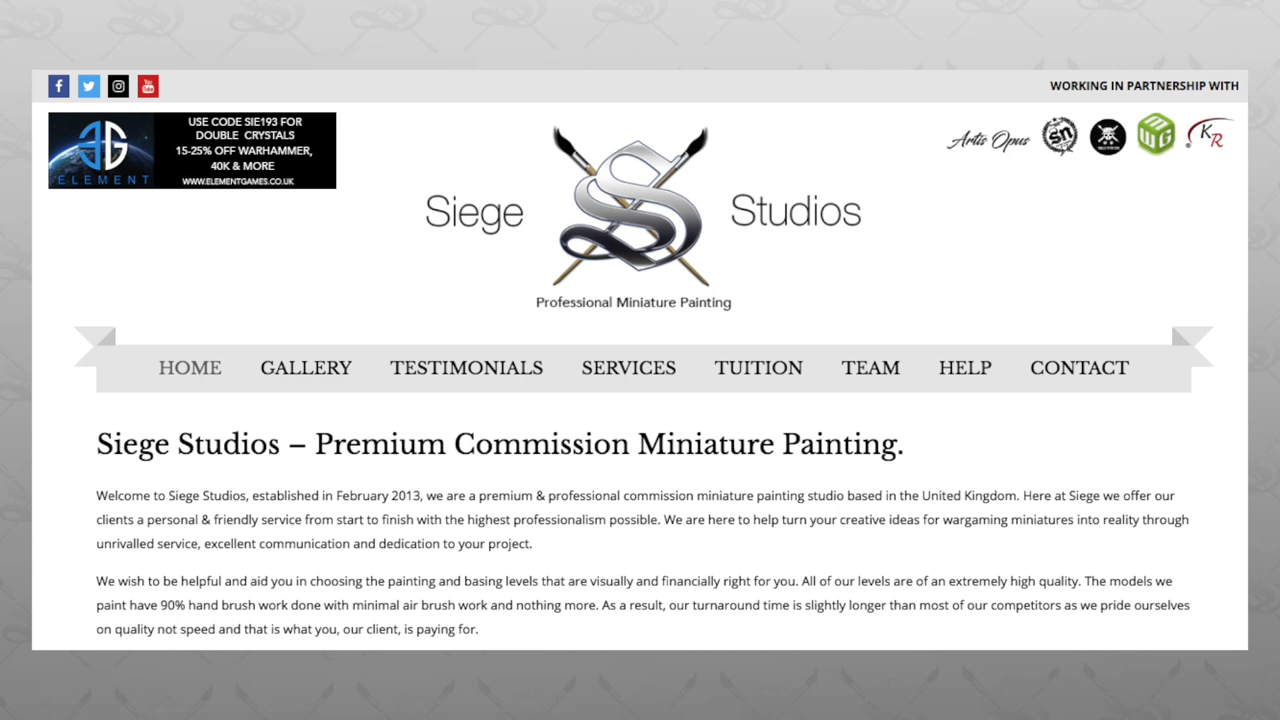 WORKING IN PARTNERSHIP WITH
USE CODE SIE193 FOR
DOUBLE CRYSTALS
15-25% OFF WARHAMMER,
40K & MORE
WWW.ELEMENTGAMES.CO.UK
ELEMENT
Artis Opus
sn
MWG
KR
Siege S Studios
Professional Miniature Painting
HOME GALLERY TESTIMONIALS SERVICES TUITION TEAM HELP CONTACT
Siege Studios – Premium Commission Miniature Painting.
Welcome to Siege Studios, established in February 2013, we are a premium & professional commission miniature painting studio based in the United Kingdom. Here at Siege we offer our
clients a personal & friendly service from start to finish with the highest professionalism possible. We are here to help turn your creative ideas for wargaming miniatures into reality through
unrivalled service, excellent communication and dedication to your project.
We wish to be helpful and aid you in choosing the painting and basing levels that are visually and financially right for you. All of our levels are of an extremely high quality. The models we
paint have 90% hand brush work done with minimal air brush work and nothing more. As a result, our turnaround time is slightly longer than most of our competitors as we pride ourselves
on quality not speed and that is what you, our client, is paying for.